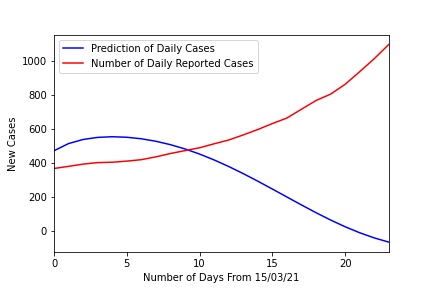 Prediction of Daily Cases
Number of Daily Reported Cases
New Cases
1000
800
600
400
200
0
0 5 10 15 20
Number of Days From 15/03/21